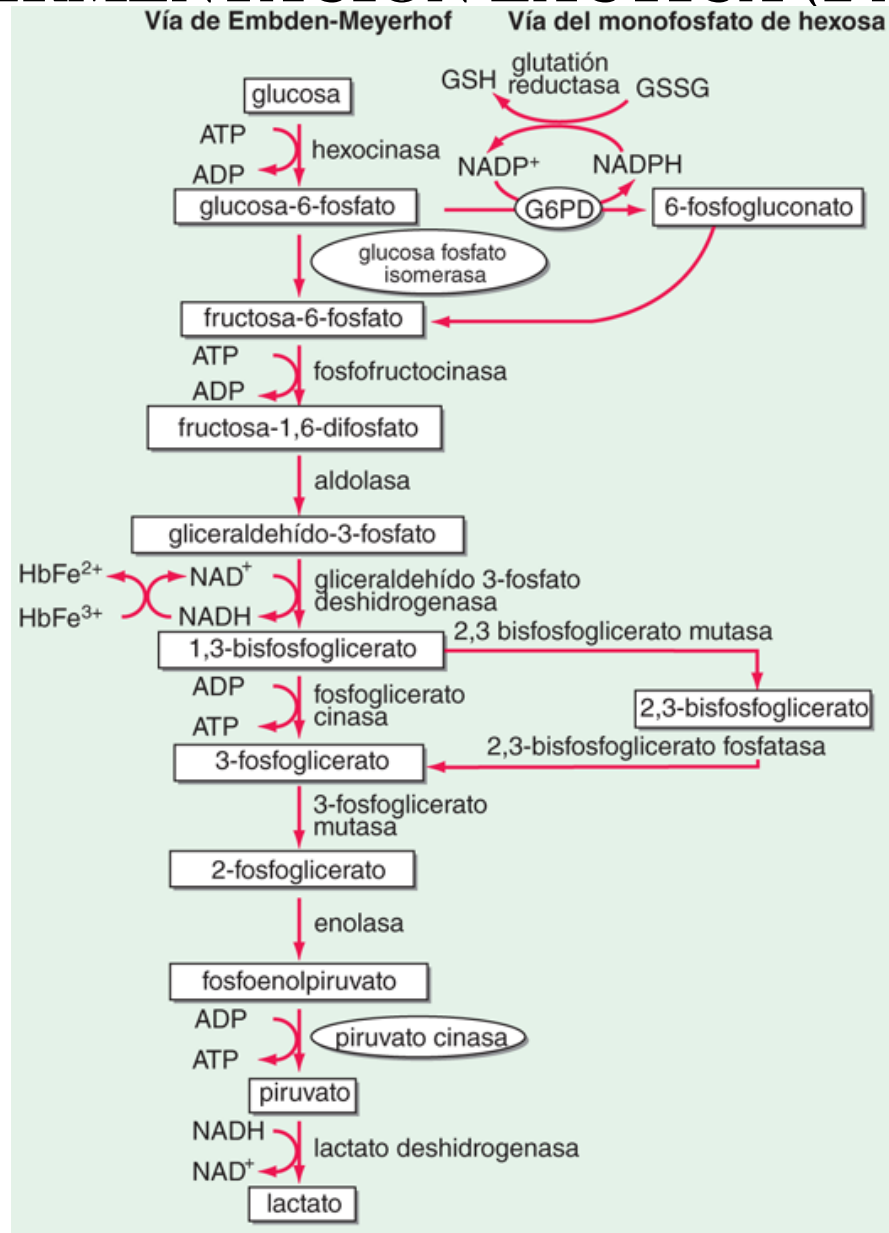 Vía de Embden-Meyerhof
Vía del monofosfato de hexosa
glucosa
ATP
ADP
hexocinasa
glucosa-6-fosfato
GSH
glutatión
reductasa
GSSG
NADP+
NADPH
G6PD
6-fosfogluconato
glucosa fosfato
isomerasa
fructosa-6-fosfato
ATP
ADP
fosfofructocinasa
fructosa-1,6-difosfato
aldolasa
gliceraldehído-3-fosfato
HbFe2+
HbFe3+
NAD+
NADH
gliceraldehído 3-fosfato
deshidrogenasa
1,3-bisfosfoglicerato
2,3 bisfosfoglicerato mutasa
ADP
ATP
fosfoglicerato
cinasa
2,3-bisfosfoglicerato
2,3-bisfosfoglicerato fosfatasa
3-fosfoglicerato
3-fosfoglicerato
mutasa
2-fosfoglicerato
enolasa
fosfoenolpiruvato
ADP
ATP
piruvato cinasa
piruvato
NADH
NAD+
lactato deshidrogenasa
lactato